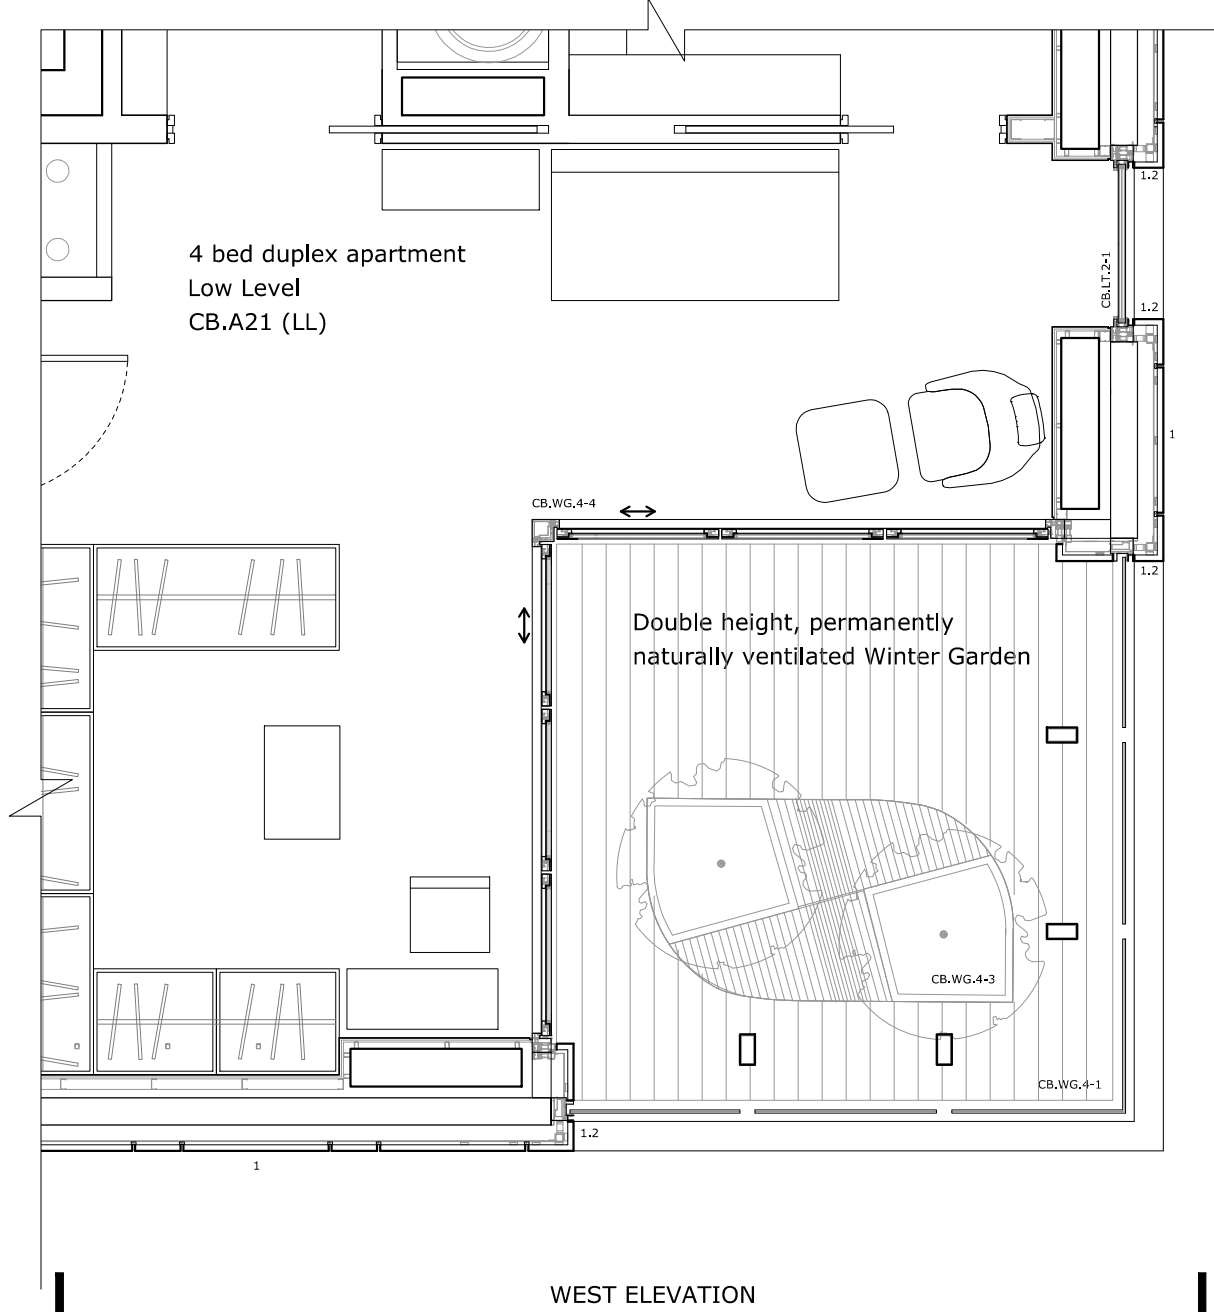 1.2
4 bed duplex apartment
Low Level
CB.A21 (LL)
CB.LT.2-1
1.2
1
CB.WG.4-4
1.2
Double height, permanently
naturally ventilated Winter Garden
CB.WG.4-3
CB.WG.4-1
1.2
1
WEST ELEVATION